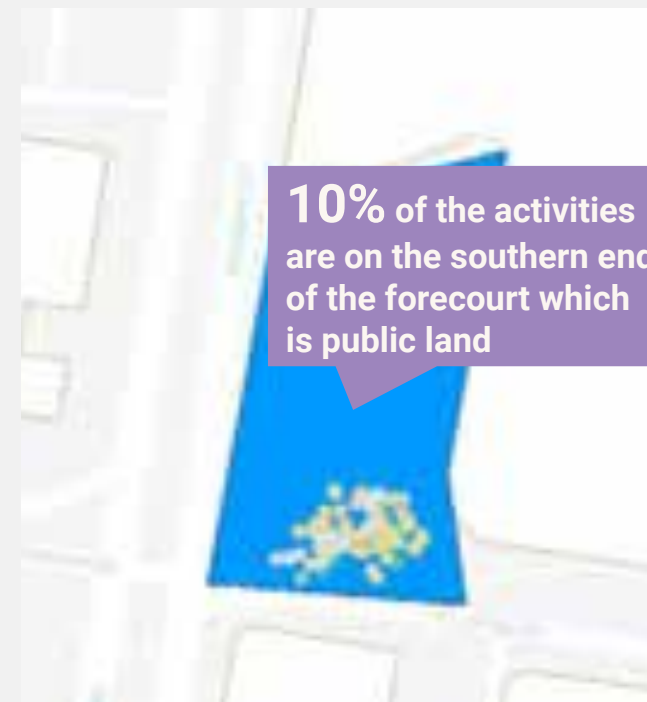 10% of the activities
are on the southern end
of the forecourt which
is public land